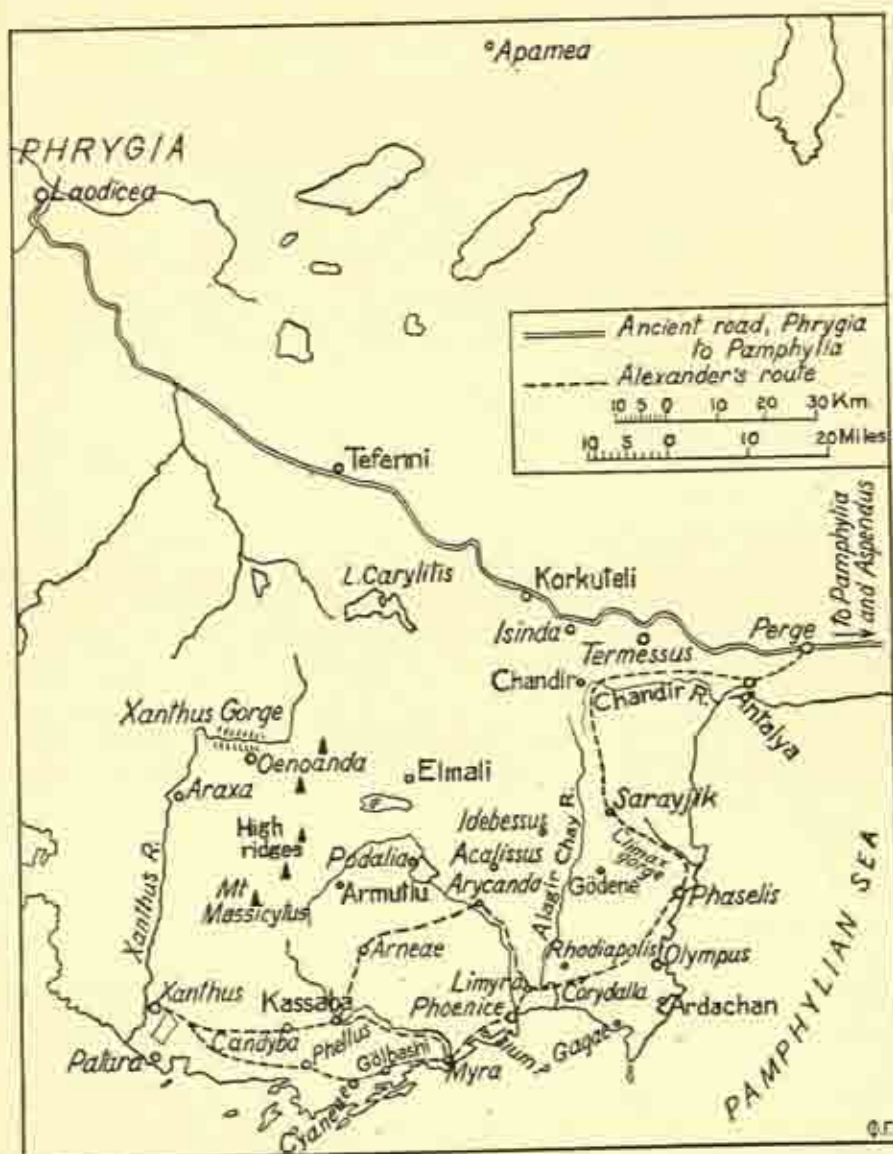 Apamea
PHRYGIA
Laodicea
Ancient road, Phrygia
to Pamphylia
Alexander's route
10 5 0 10 20 30 Km.
10 5 0 10 20 Miles
Tefenni
To Pamphylia
and Aspendus
L. Carylitis
Korkuteli
Isinda
Termessus
Perge
Chandir
Chandir R.
Antalya
Xanthus Gorge
Oenoanda
Elmali
Araxa
Sarayjik
High
ridges
Idebessus
Climax
gorge
Podalia
Acalissus
Armutlu
Arycanda
Alagir Chay R.
Gödene
Phaselis
Mt
Massicytus
Xanthus R.
Arneae
Rhodiapolis
Olympus
Limyra
Corydalla
Xanthus
Kassaba
Phoenice
Ardachan
Candyba
Phellus
Gölbashi
Gagae
Patara
Myra
Cyaneae
PAMPHYLIAN SEA